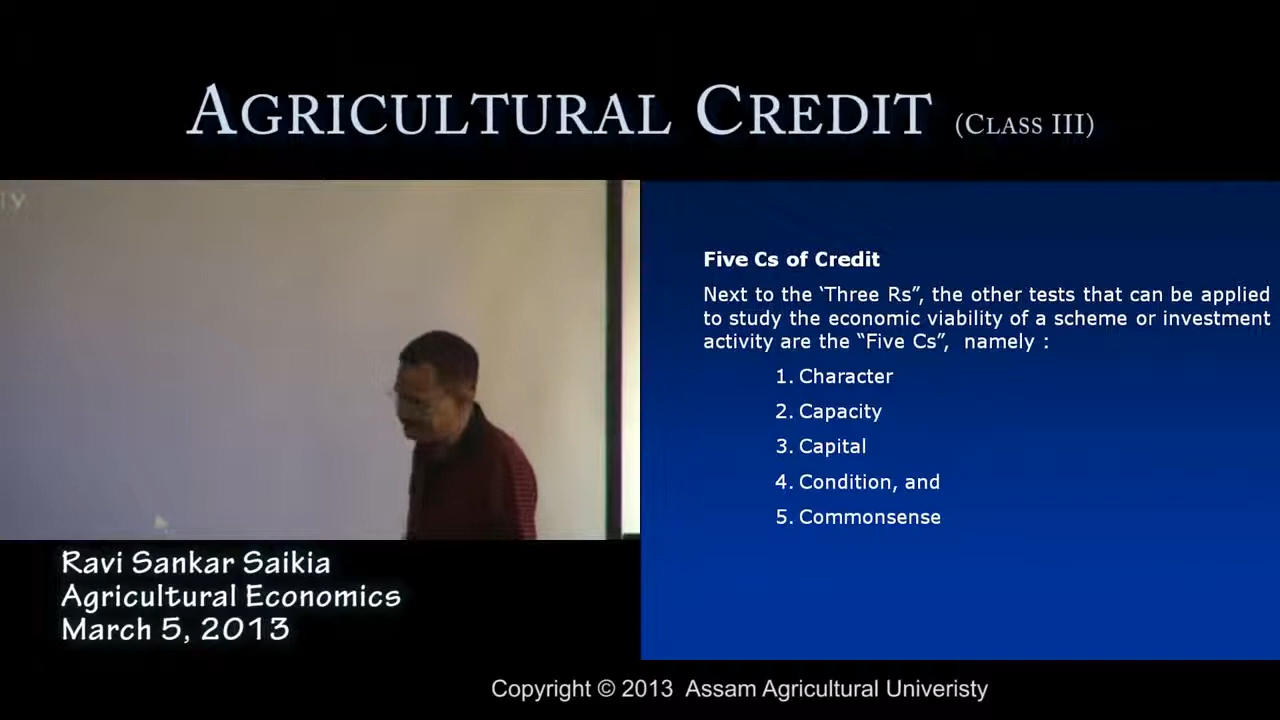 AGRICULTURAL CREDIT (CLASS III)
Five Cs of Credit
Next to the ‘Three Rs”, the other tests that can be applied
to study the economic viability of a scheme or investment
activity are the “Five Cs”, namely :
1. Character
2. Capacity
3. Capital
4. Condition, and
5. Commonsense
Ravi Sankar Saikia
Agricultural Economics
March 5, 2013
Copyright © 2013 Assam Agricultural Univeristy